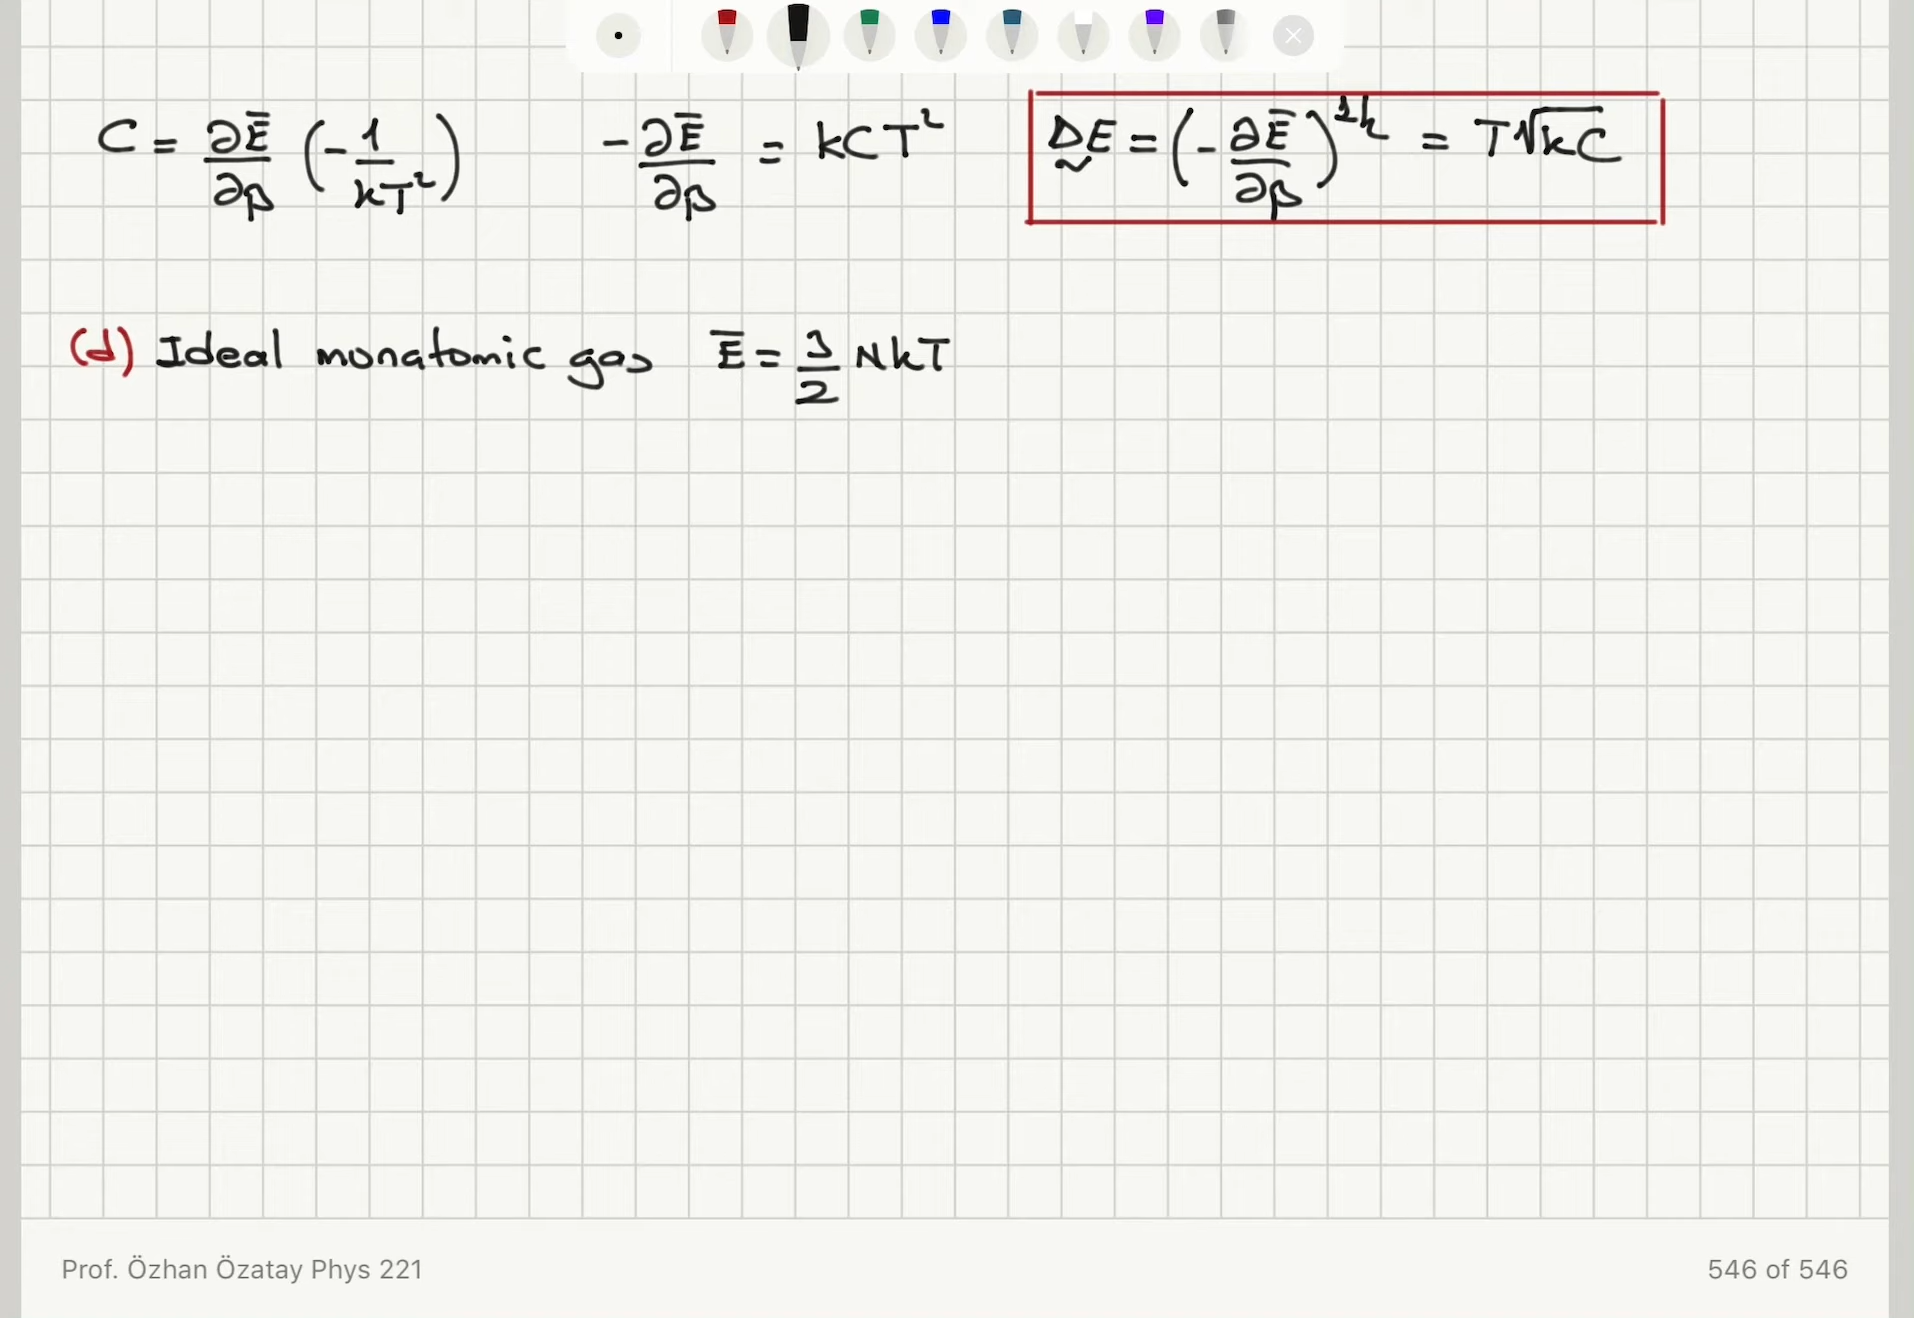 C = ∂Ē/∂β (-1/kT²) -∂Ē/∂β = kCT² ΔE = (-∂Ē/∂β)^1/2 = T√kC
(d) Ideal monatomic gas Ē = 3/2 NkT
Prof. Özhan Özatay Phys 221 546 of 546